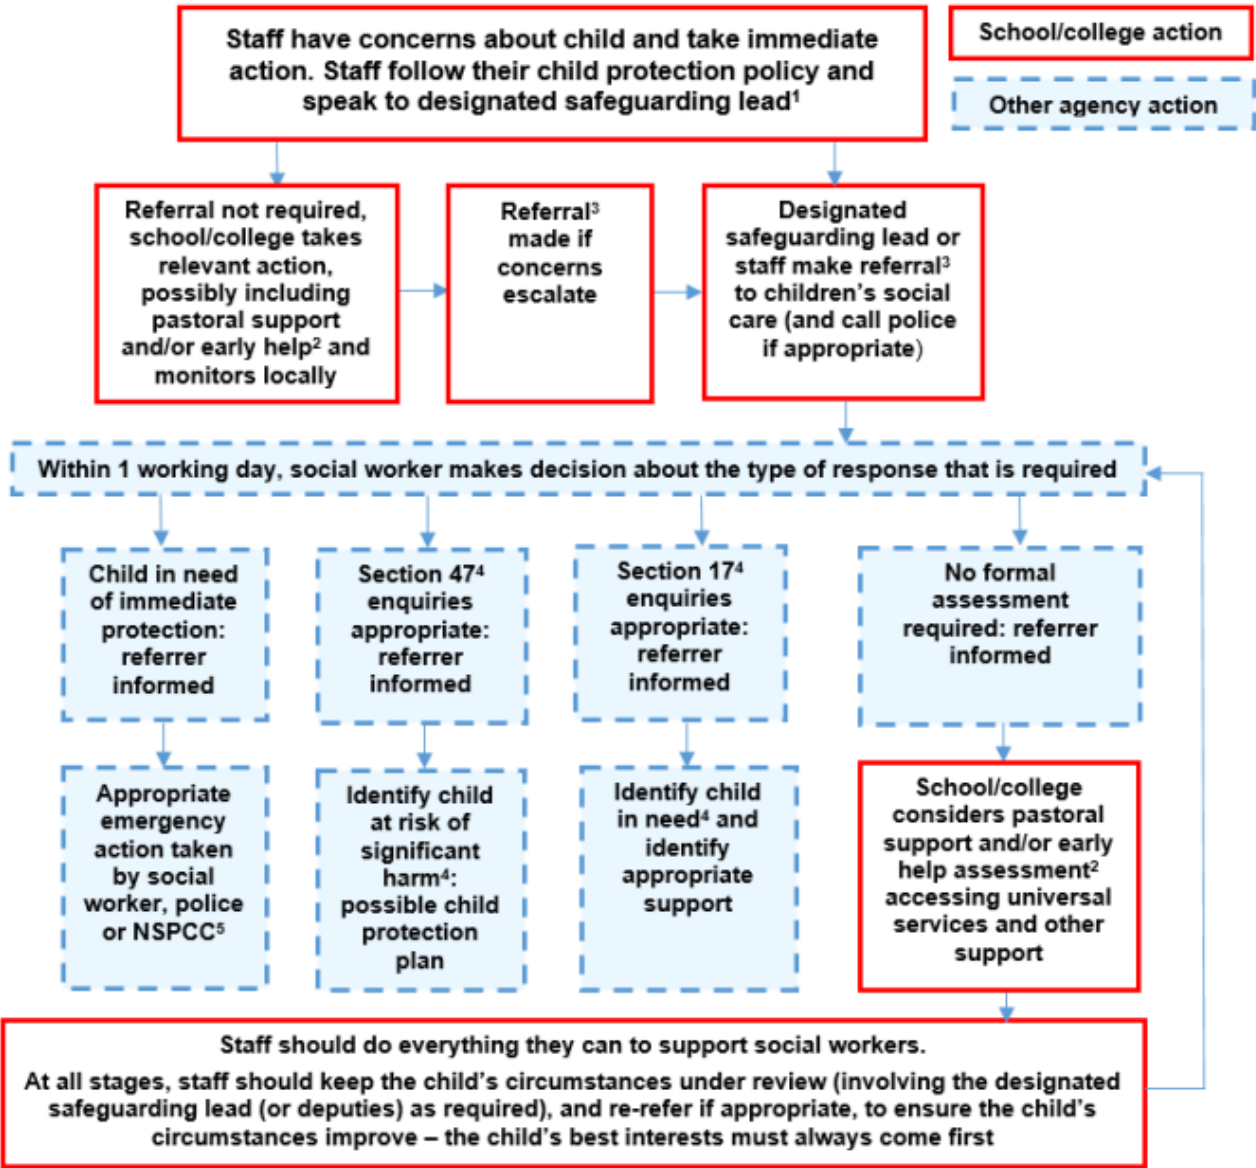 Staff have concerns about child and take immediate
action. Staff follow their child protection policy and
speak to designated safeguarding lead¹
School/college action
Other agency action
Referral not required,
school/college takes
relevant action,
possibly including
pastoral support
and/or early help² and
monitors locally
Referral³
made if
concerns
escalate
Designated
safeguarding lead or
staff make referral³
to children's social
care (and call police
if appropriate)
Within 1 working day, social worker makes decision about the type of response that is required
Child in need
of immediate
protection:
referrer
informed
Section 47⁴
enquiries
appropriate:
referrer
informed
Section 17⁴
enquiries
appropriate:
referrer
informed
No formal
assessment
required: referrer
informed
Appropriate
emergency
action taken
by social
worker, police
or NSPCC⁵
Identify child
at risk of
significant
harm⁴:
possible child
protection
plan
Identify child
in need⁴ and
identify
appropriate
support
School/college
considers pastoral
support and/or early
help assessment²
accessing universal
services and other
support
Staff should do everything they can to support social workers.
At all stages, staff should keep the child's circumstances under review (involving the designated
safeguarding lead (or deputies) as required), and re-refer if appropriate, to ensure the child's
circumstances improve – the child's best interests must always come first